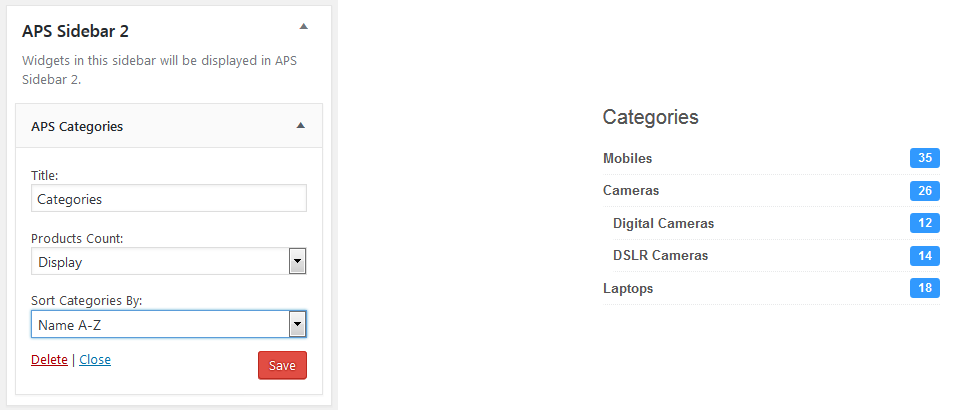 APS Sidebar 2
Widgets in this sidebar will be displayed in APS
Sidebar 2.
APS Categories
Title:
Categories
Products Count:
Display
Sort Categories By:
Name A-Z
Delete | Close
Save
Categories
Mobiles 35
Cameras 26
Digital Cameras 12
DSLR Cameras 14
Laptops 18